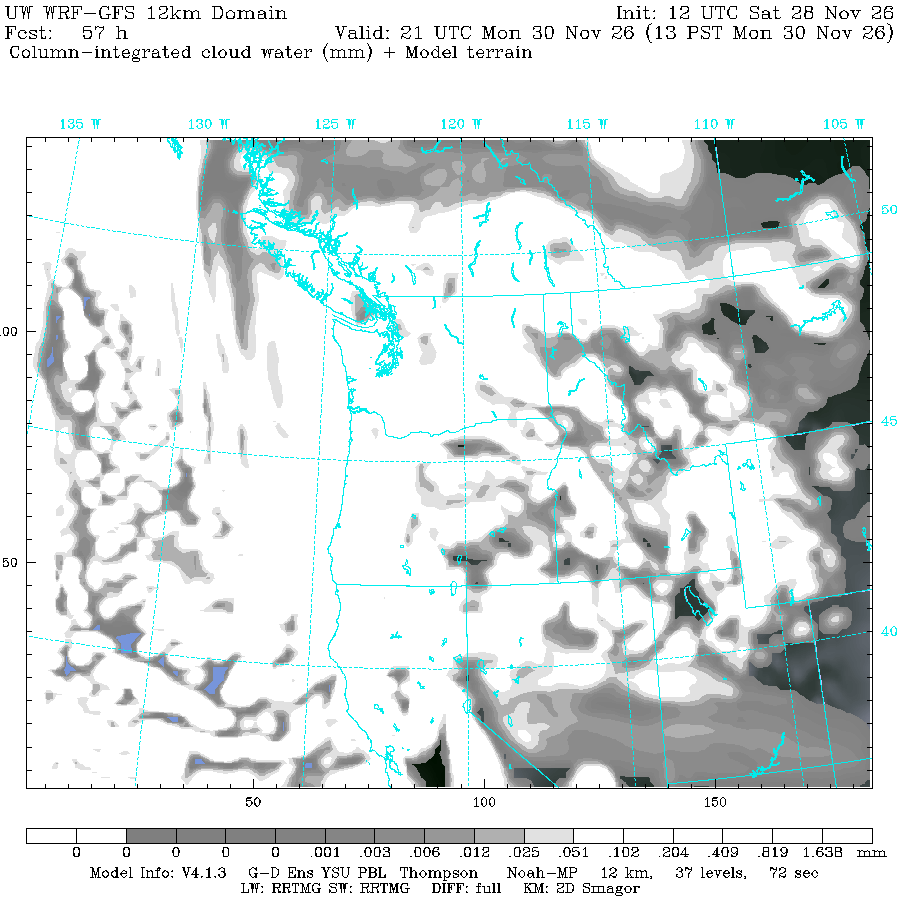 UW WRF-GFS 12km Domain Init: 12 UTC Sat 28 Nov 26
Fcst: 57 h Valid: 21 UTC Mon 30 Nov 26 (13 PST Mon 30 Nov 26)
Column-integrated cloud water (mm) + Model terrain
135 W 130 W 125 W 120 W 115 W 110 W 105 W
50
00
45
50
40
50 100 150
0 0 0 0 .001 .003 .006 .012 .025 .051 .102 .204 .409 .819 1.638 mm
Model Info: V4.1.3 G-D Ens YSU PBL Thompson Noah-MP 12 km, 37 levels, 72 sec
LW: RRTMG SW: RRTMG DIFF: full KM: 2D Smagor